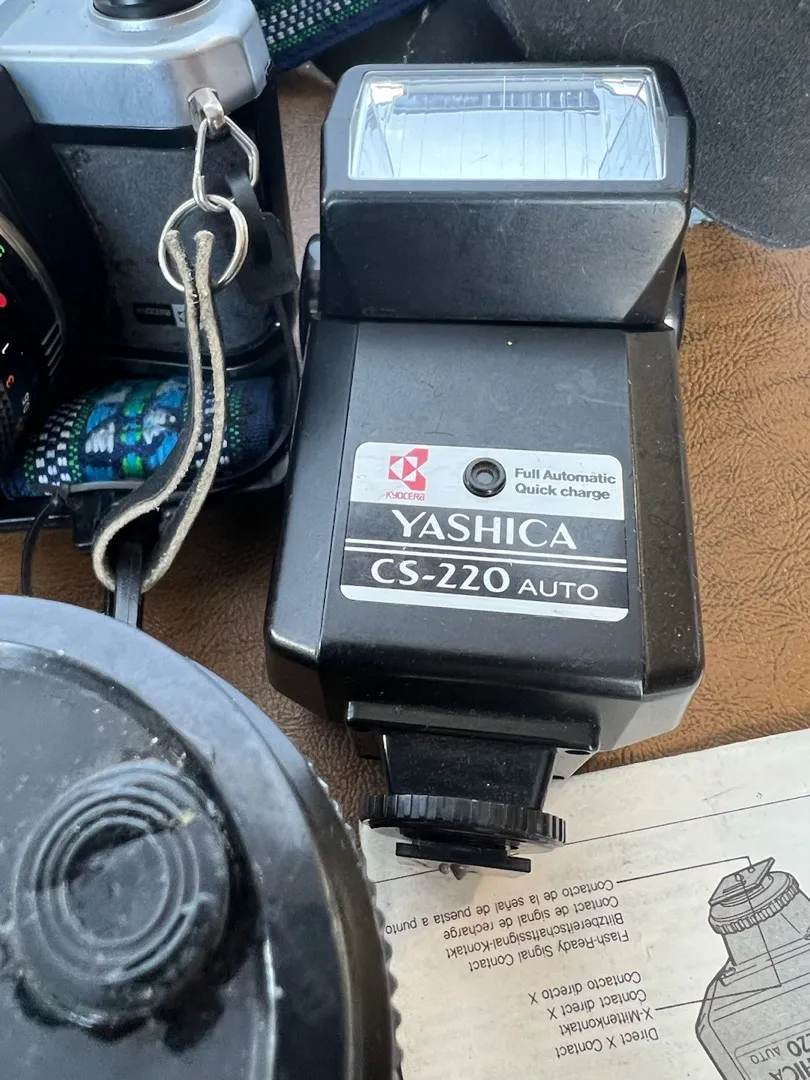 KYOCERA
Full Automatic
Quick charge
YASHICA
CS-220 AUTO
Direct X Contact
X-Mittenkontakt
Contact direct X
Contacto directo X
Flash-Ready Signal Contact
Blitzbereitschaftssignal-Kontakt
Contact de signal de recharge
Contacto de la señal de puesta a punto